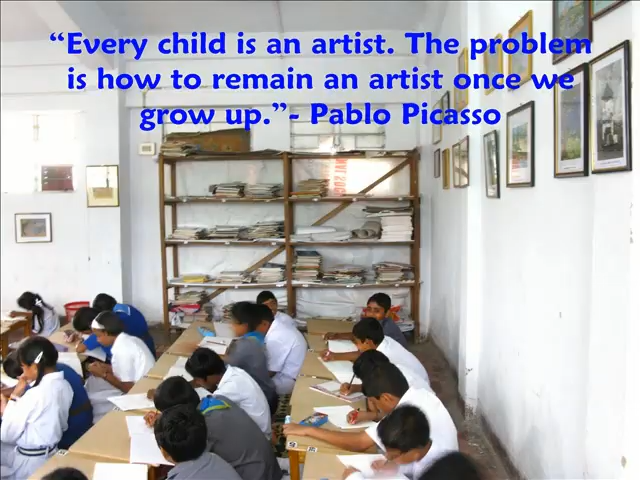 “Every child is an artist. The problem
is how to remain an artist once we
grow up.”- Pablo Picasso